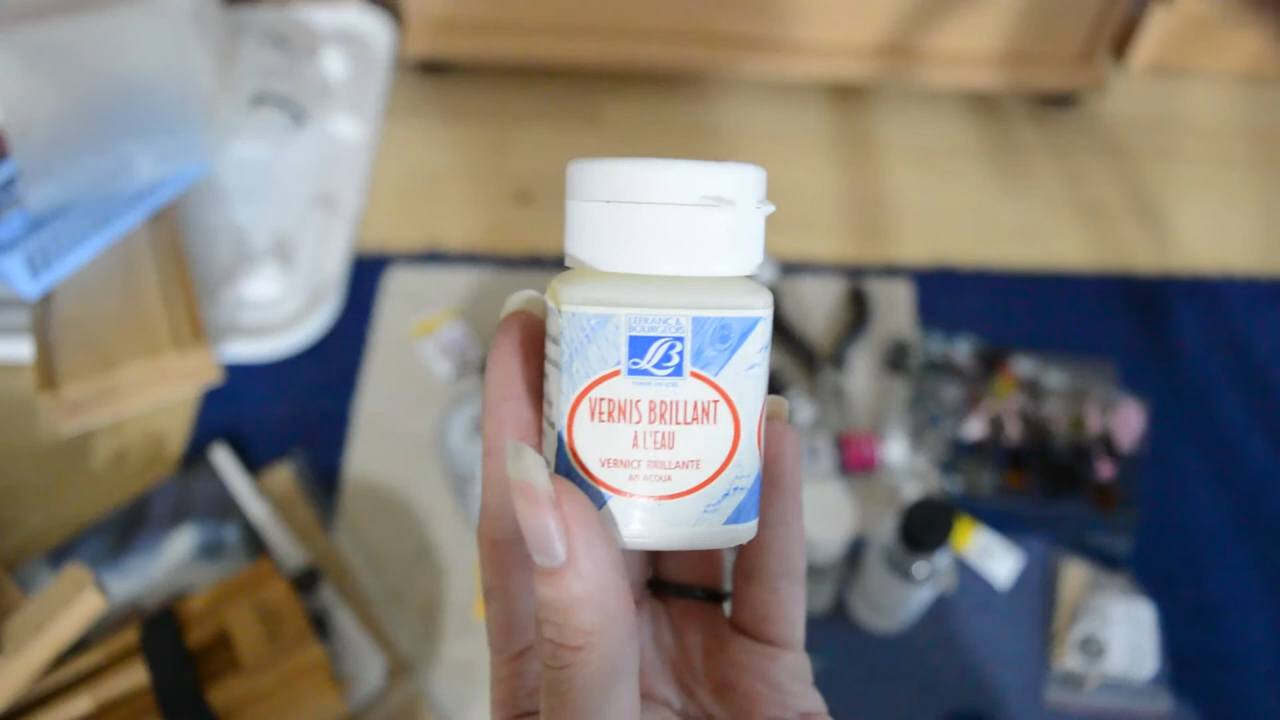 LEFRANC &
BOURGEOIS
LB
VERNIS BRILLANT
À L'EAU
VERNICE BRILLANTE
ALL'ACQUA